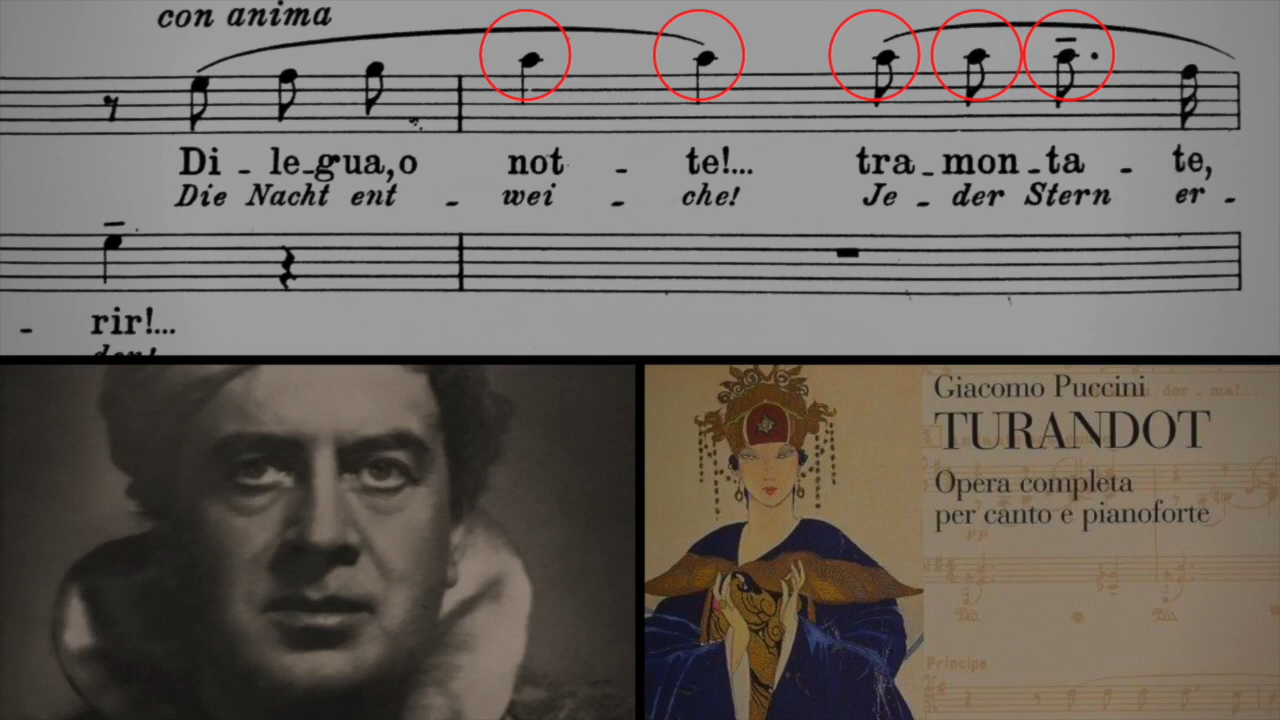 con anima
Di - le-gua,o not - te!... tra-mon-ta - te,
Die Nacht ent - wei - che! Je - der Stern er -
- rir!...
Giacomo Puccini
TURANDOT
Opera completa
per canto e pianoforte
Principe